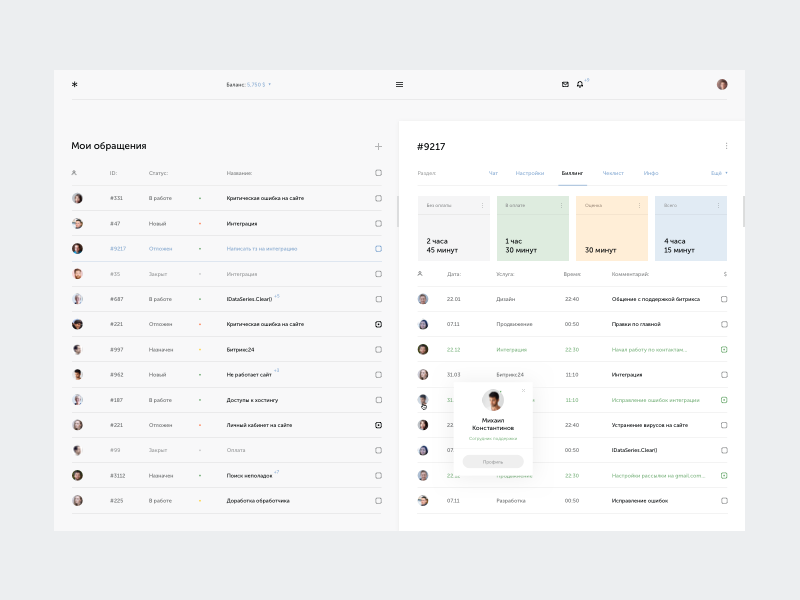 Баланс: 5,750 $
+5
Мои обращения
ID: Статус: Название:
#331 В работе Критическая ошибка на сайте
#47 Новый Интеграция
#9217 Отложен Написать тз на интеграцию
#35 Закрыт Интеграция
#687 В работе IDataSeries.Clear()
#221 Отложен Критическая ошибка на сайте
#997 Назначен Битрикс24
#962 Новый Не работает сайт
#187 В работе Доступы к хостингу
#221 Отложен Личный кабинет на сайте
#99 Закрыт Оплата
#3112 Назначен Поиск неполадок
#225 В работе Доработка обработчика
#9217
Раздел: Чат Настройки Биллинг Чеклист Инфо Ещё
Без оплаты
2 часа
45 минут
В оплате
1 час
30 минут
Оценка
30 минут
Всего
4 часа
15 минут
Дата: Услуга: Время: Комментарий: $
22.01 Дизайн 22:40 Общение с поддержкой битрикса
07.11 Продвижение 00:50 Правки по главной
22.12 Интеграция 22:30 Начал работу по контактам...
31.03 Битрикс24 11:10 Интеграция
11:10 Исправление ошибок интеграции
22:40 Устранение вирусов на сайте
00:50 IDataSeries.Clear()
22:30 Настройки рассылки на gmail.com...
07.11 Разработка 00:50 Исправление ошибок
Михаил
Константинов
Сотрудник поддержки
Профиль